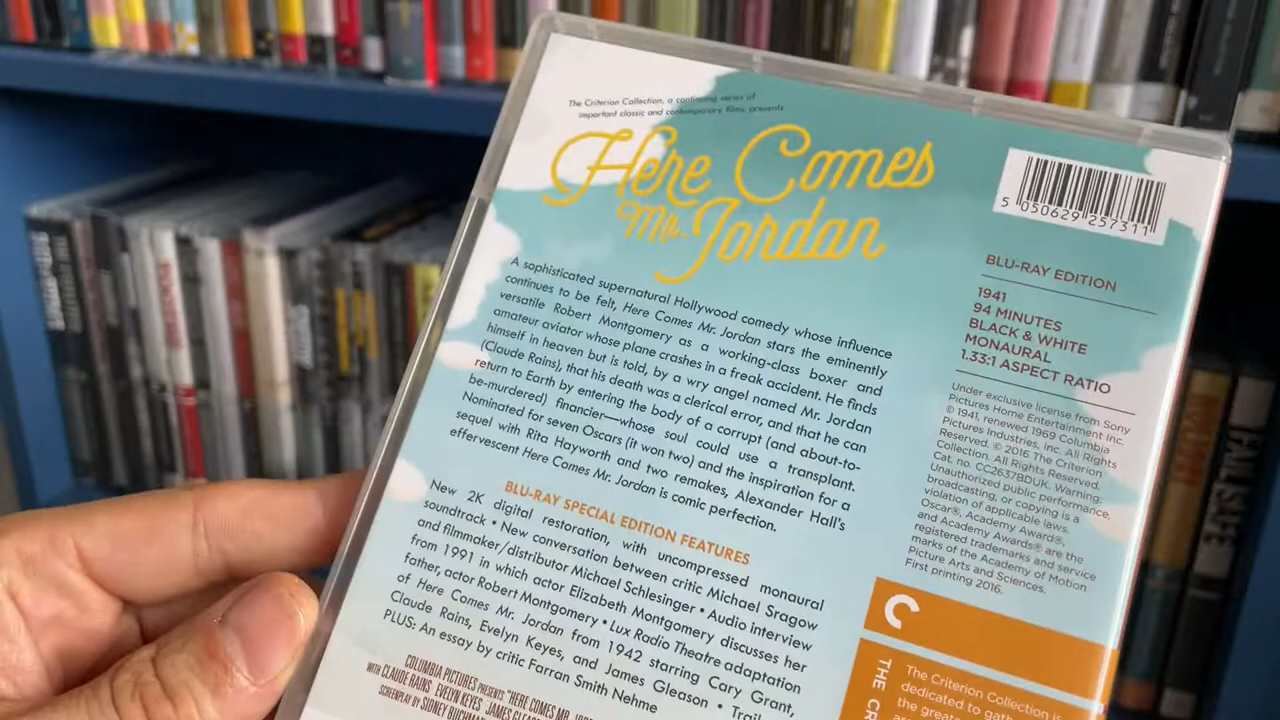 The Criterion Collection, a continuing series of
important classic and contemporary films, presents
Here Comes
Mr. Jordan
A sophisticated supernatural Hollywood comedy whose influence
continues to be felt, Here Comes Mr. Jordan stars the eminently
versatile Robert Montgomery as a working-class boxer and
amateur aviator whose plane crashes in a freak accident. He finds
himself in heaven but is told, by a wry angel named Mr. Jordan
(Claude Rains), that his death was a clerical error, and that he can
return to Earth by entering the body of a corrupt (and about-to-
be-murdered) financier—whose soul could use a transplant.
Nominated for seven Oscars (it won two) and the inspiration for a
sequel with Rita Hayworth and two remakes, Alexander Hall's
effervescent Here Comes Mr. Jordan is comic perfection.
BLU-RAY SPECIAL EDITION FEATURES
New 2K digital restoration, with uncompressed monaural
soundtrack • New conversation between critic Michael Sragow
and filmmaker/distributor Michael Schlesinger • Audio interview
from 1991 in which actor Elizabeth Montgomery discusses her
father, actor Robert Montgomery • Lux Radio Theatre adaptation
of Here Comes Mr. Jordan from 1942 starring Cary Grant,
Claude Rains, Evelyn Keyes, and James Gleason •
PLUS: An essay by critic Farran Smith Nehme
COLUMBIA PICTURES PRESENTS "HERE COMES MR.
WITH CLAUDE RAINS EVELYN KEYES JAMES
SCREENPLAY BY SIDNEY
5 050629 257311
BLU-RAY EDITION
1941
94 MINUTES
BLACK & WHITE
MONAURAL
1.33:1 ASPECT RATIO
Under exclusive license from Sony
Pictures Home Entertainment Inc.
© 1941, renewed 1969 Columbia
Pictures Industries, Inc. All Rights
Reserved. © 2016 The Criterion
Collection. All Rights Reserved.
Cat. no. CC2637BDUK. Warning:
Unauthorized public performance,
broadcasting, or copying is a
violation of applicable laws.
Oscar®, Academy Award®,
and Academy Awards® are the
registered trademarks and service
marks of the Academy of Motion
Picture Arts and Sciences.
First printing 2016.
THE
The Criterion Collection is
dedicated to
the